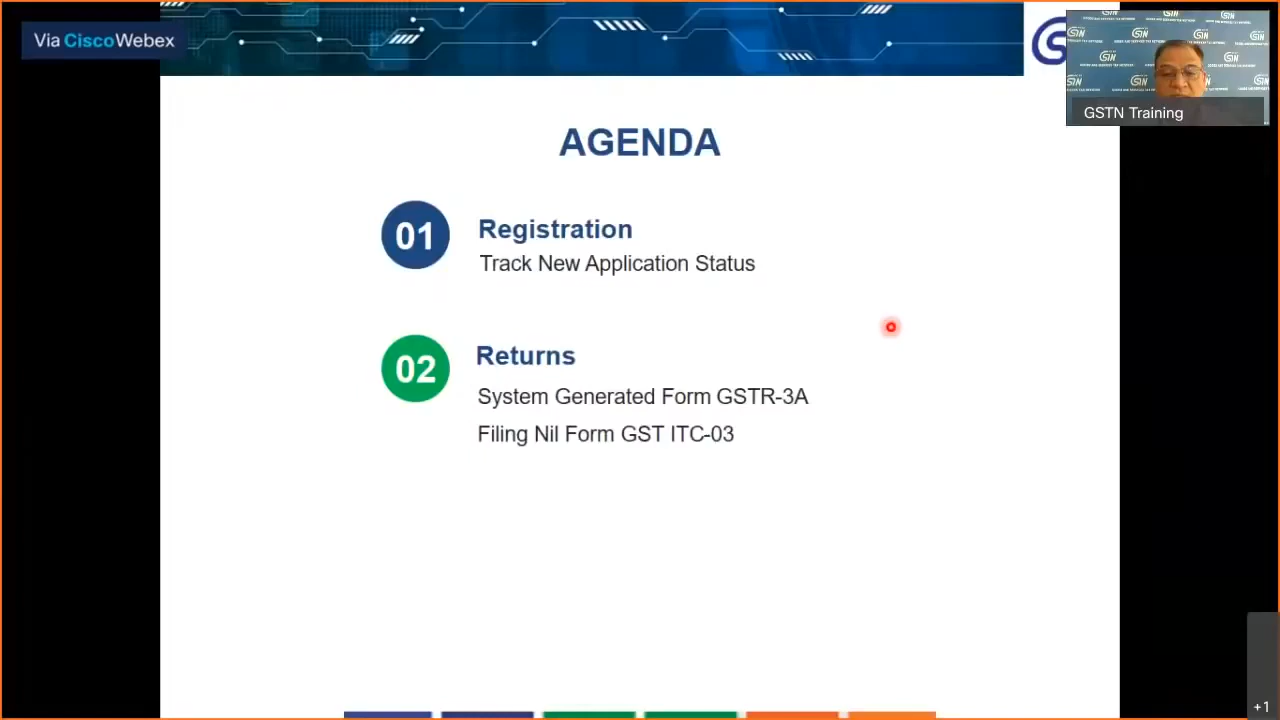 Via CiscoWebex
GSTN Training
AGENDA
01
Registration
Track New Application Status
02
Returns
System Generated Form GSTR-3A
Filing Nil Form GST ITC-03
+1